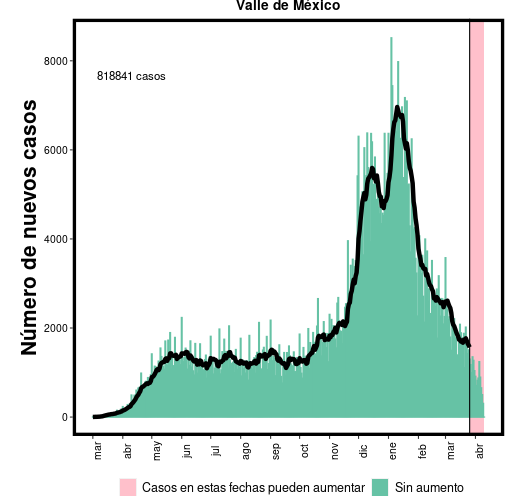 Valle de México
818841 casos
Número de nuevos casos
8000
6000
4000
2000
0
mar
abr
may
jun
jul
ago
sep
oct
nov
dic
ene
feb
mar
abr
Casos en estas fechas pueden aumentar
Sin aumento